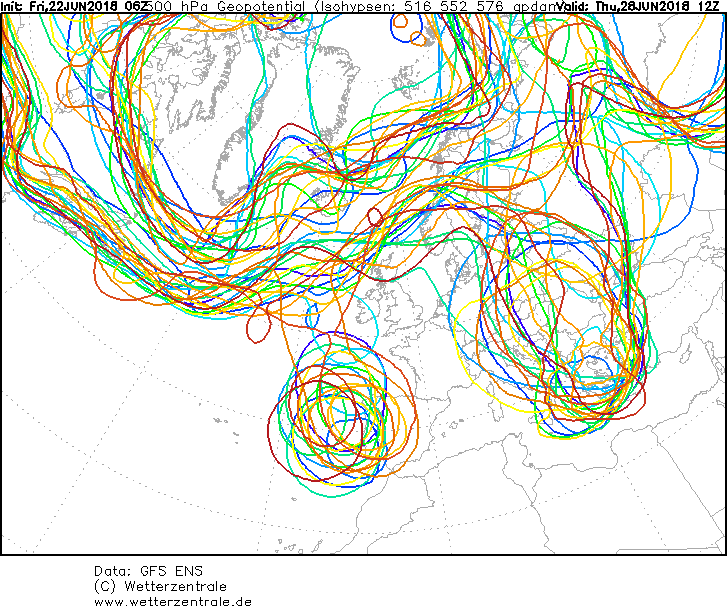 Init: Fri,22JUN2018 06Z 500 hPa Geopotential (Isohypsen: 516 552 576 gpdam) Valid: Thu,28JUN2018 12Z
Data: GFS ENS
(C) Wetterzentrale
www.wetterzentrale.de